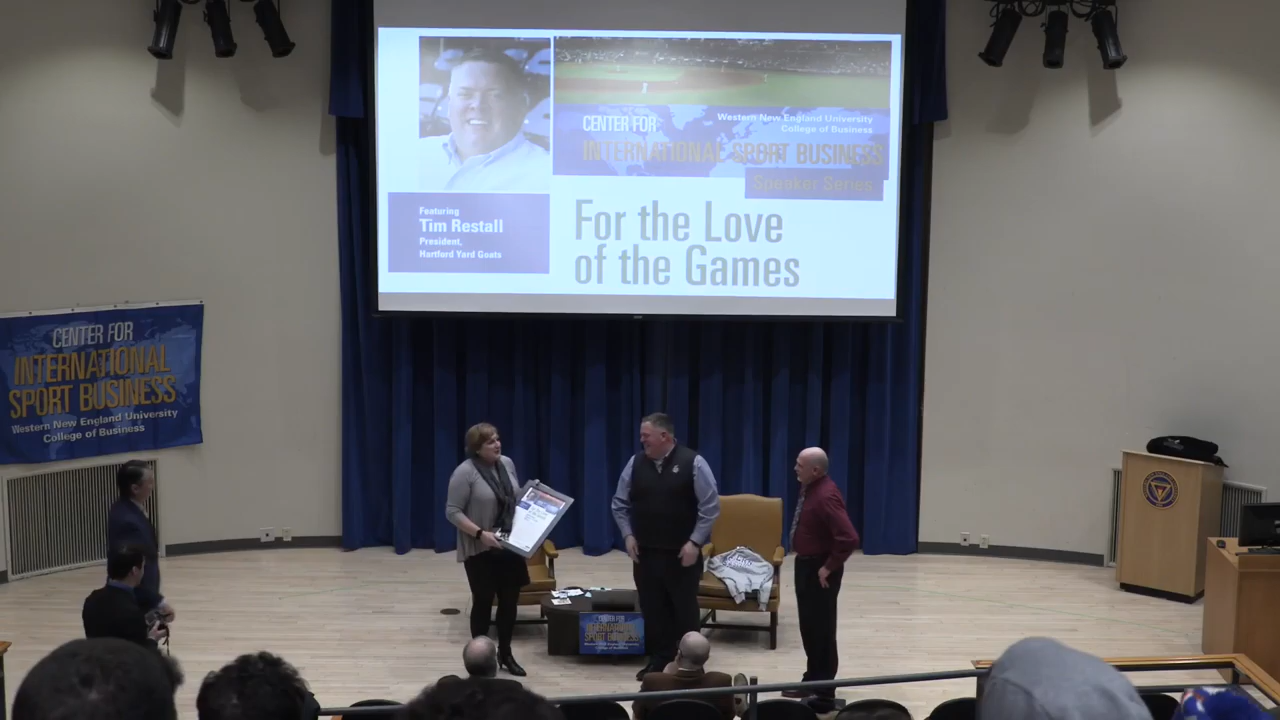 Western New England University
College of Business
CENTER FOR
INTERNATIONAL SPORT BUSINESS
Speaker Series
Featuring
Tim Restall
President,
Hartford Yard Goats
For the Love
of the Games
CENTER FOR
INTERNATIONAL
SPORT BUSINESS
Western New England University
College of Business
CENTER FOR
INTERNATIONAL
SPORT BUSINESS